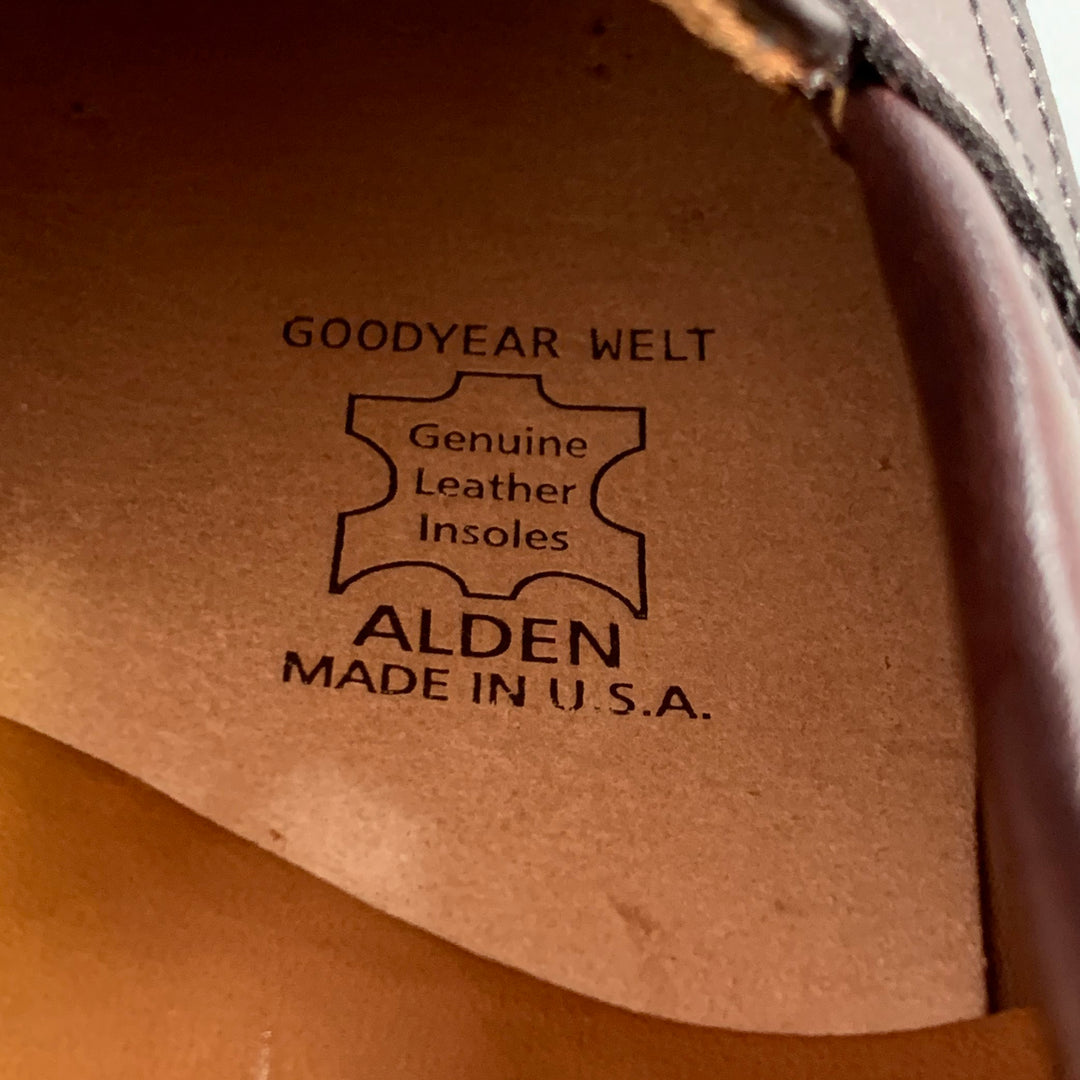 GOODYEAR WELT
Genuine
Leather
Insoles
ALDEN
MADE IN U.S.A.